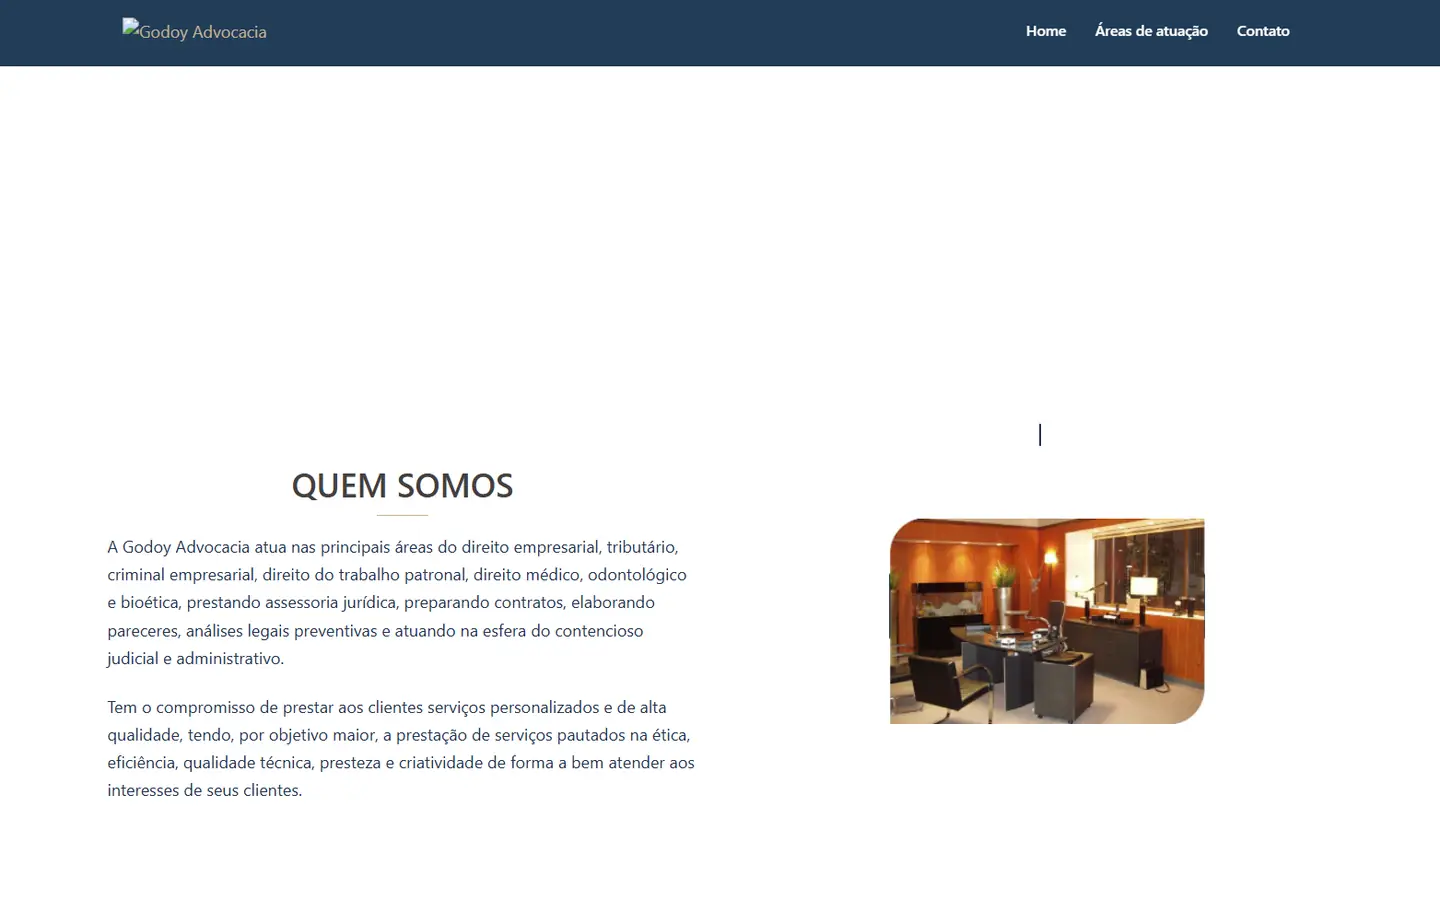 Godoy Advocacia
Home
Áreas de atuação
Contato
QUEM SOMOS
A Godoy Advocacia atua nas principais áreas do direito empresarial, tributário,
criminal empresarial, direito do trabalho patronal, direito médico, odontológico
e bioética, prestando assessoria jurídica, preparando contratos, elaborando
pareceres, análises legais preventivas e atuando na esfera do contencioso
judicial e administrativo.
Tem o compromisso de prestar aos clientes serviços personalizados e de alta
qualidade, tendo, por objetivo maior, a prestação de serviços pautados na ética,
eficiência, qualidade técnica, presteza e criatividade de forma a bem atender aos
interesses de seus clientes.